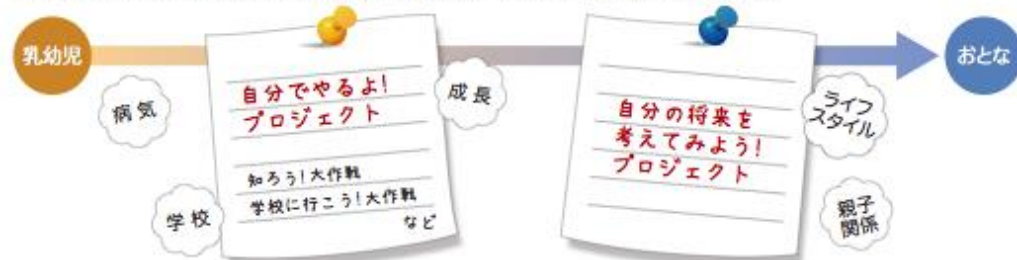 乳幼児
おとな
病気
自分でやるよ!
プロジェクト
知ろう!大作戦
学校に行こう!大作戦
など
学校
成長
自分の将来を
考えてみよう!
プロジェクト
ライフ
スタイル
親子
関係